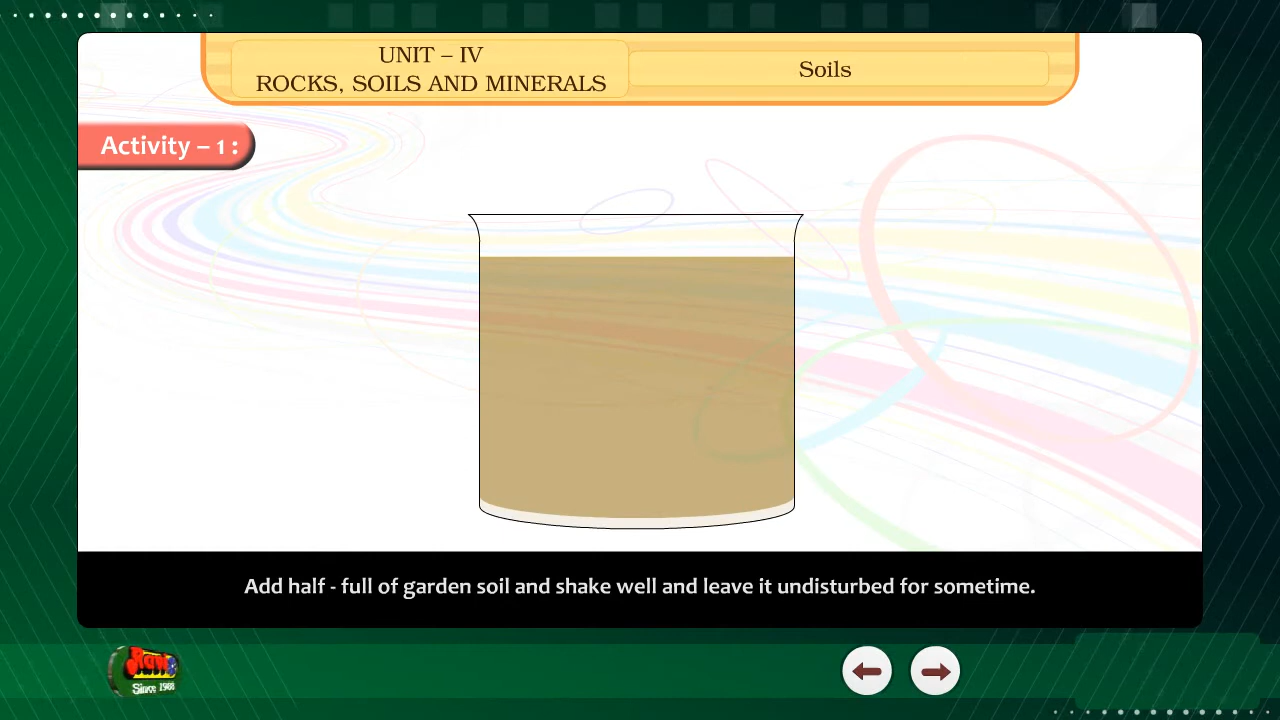 UNIT – IV
ROCKS, SOILS AND MINERALS
Soils
Activity – 1 :
Add half - full of garden soil and shake well and leave it undisturbed for sometime.
Since 1968